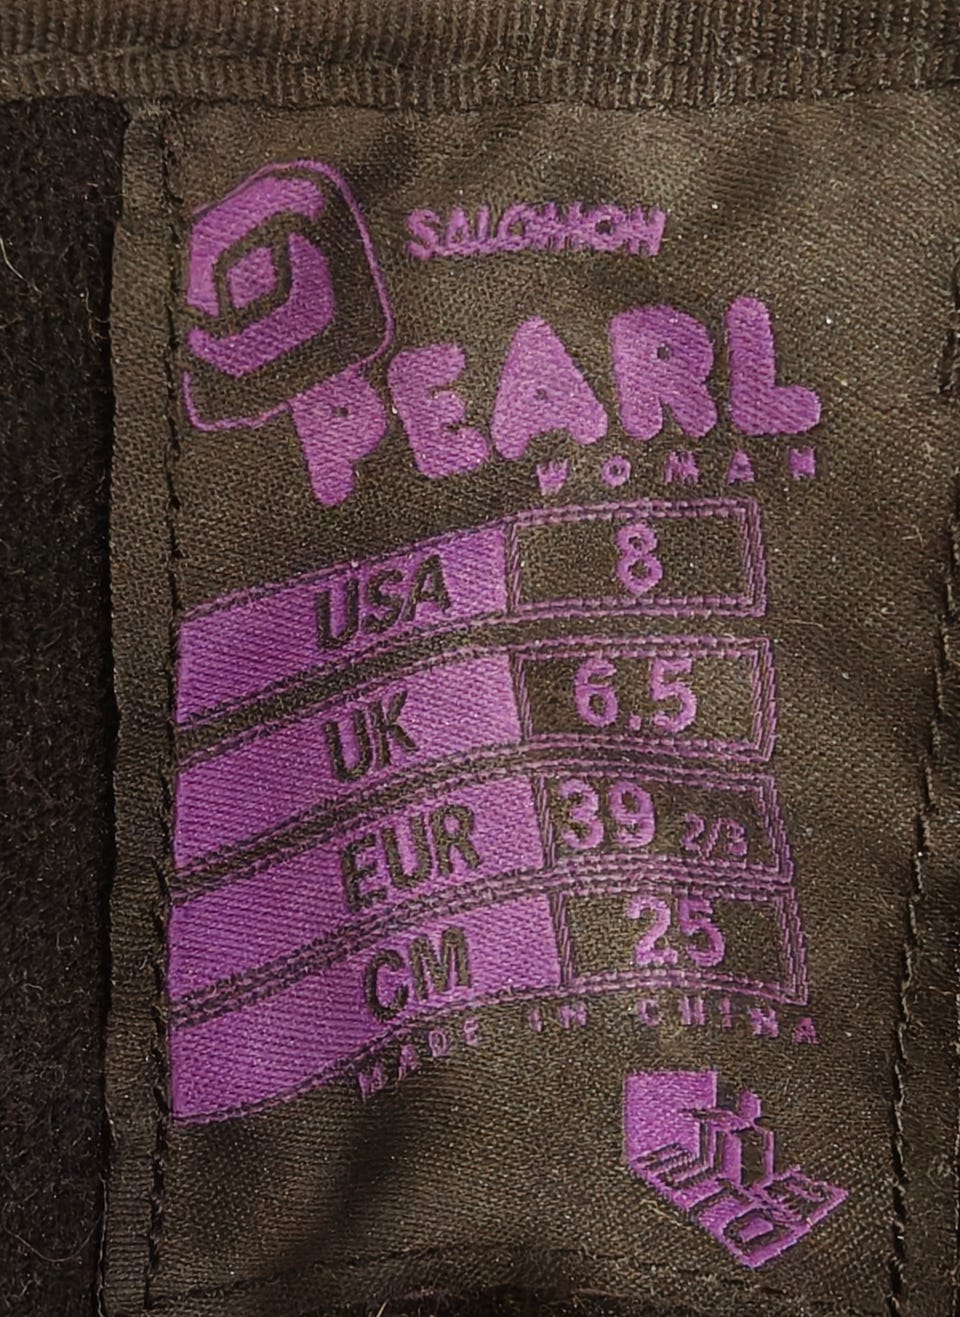 SALOMON
PEARL
WOMAN
USA 8
UK 6.5
EUR 39 2/3
CM 25
MADE IN CHINA